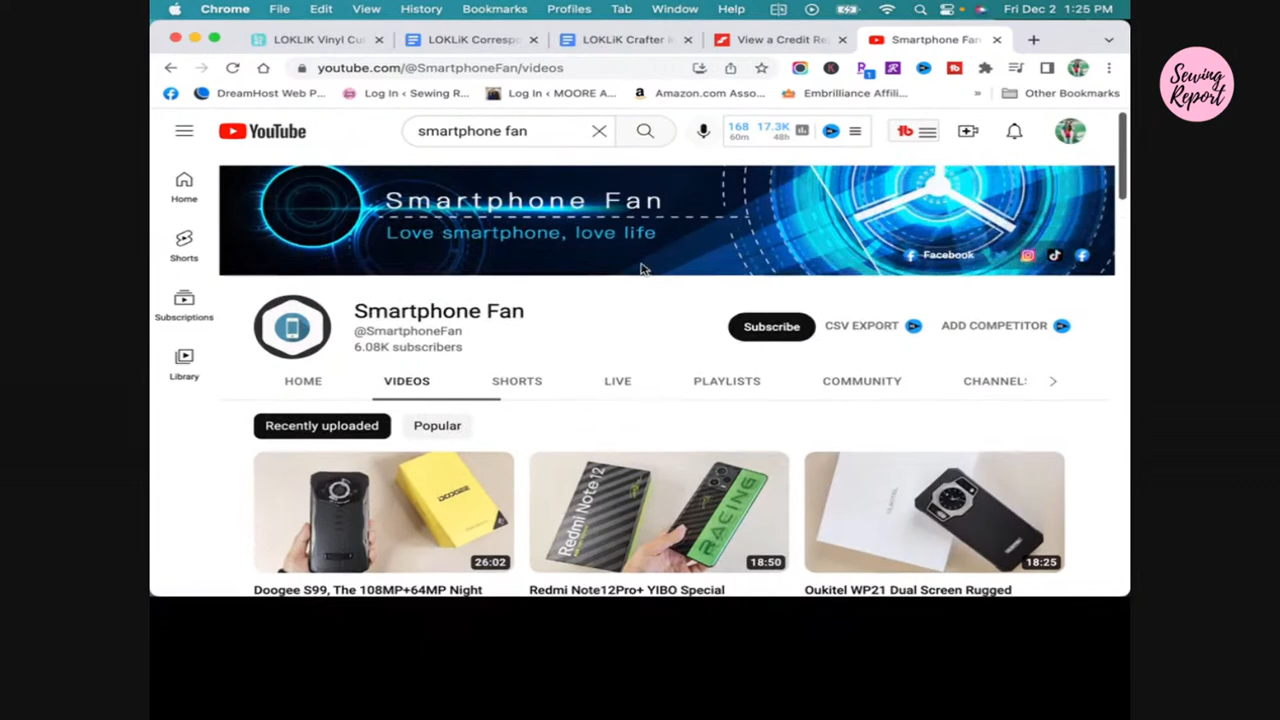 Chrome File Edit View History Bookmarks Profiles Tab Window Help Fri Dec 2 1:25 PM
LOKLIK Vinyl Cu LOKLiK Correspo LOKLiK Crafter i View a Credit Re Smartphone Fan
youtube.com/@SmartphoneFan/videos
DreamHost Web P... Log In ‹ Sewing R... Log In ‹ MOORE A... Amazon.com Asso... Embrilliance Affili... » Other Bookmarks
Sewing
Report
YouTube smartphone fan 168 17.3K
60m 48h
Smartphone Fan
Love smartphone, love life
Facebook
Home
Shorts
Subscriptions
Library
Smartphone Fan
@SmartphoneFan
6.08K subscribers
Subscribe CSV EXPORT ADD COMPETITOR
HOME VIDEOS SHORTS LIVE PLAYLISTS COMMUNITY CHANNEL
Recently uploaded Popular
DOOGEE
26:02
Redmi Note 12
RACING
18:50
OUKITEL
18:25
Doogee S99, The 108MP+64MP Night Redmi Note12Pro+ YIBO Special Oukitel WP21 Dual Screen Rugged